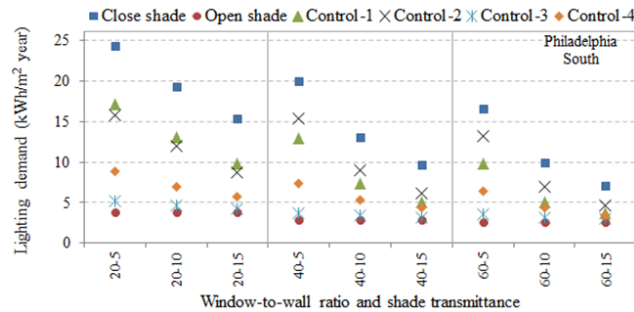 Close shade Open shade Control-1 Control-2 Control-3 Control-4
Philadelphia
South
Lighting demand (kWh/m² year)
25
20
15
10
5
0
20-5 20-10 20-15 40-5 40-10 40-15 60-5 60-10 60-15
Window-to-wall ratio and shade transmittance